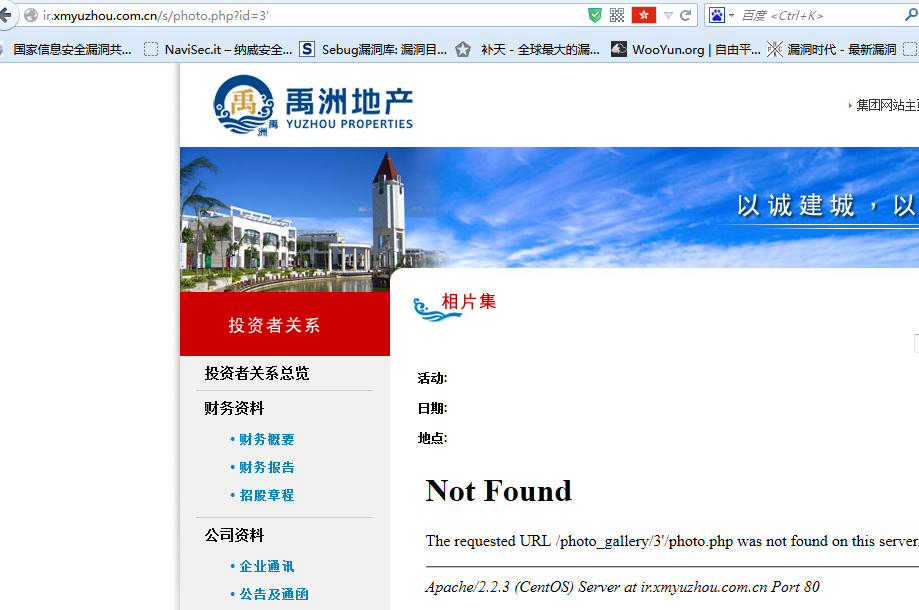 ir.xmyuzhou.com.cn/s/photo.php?id=3'
百度 <Ctrl+K>
国家信息安全漏洞共... NaviSec.it – 纳威安全... S Sebug漏洞库: 漏洞目... 补天 - 全球最大的漏... WooYun.org | 自由平... 漏洞时代 - 最新漏洞
禹
洲
禹
禹洲地产
YUZHOU PROPERTIES
集团网站主页
以诚建城，以
投资者关系
相片集
投资者关系总览
活动:
财务资料
日期:
• 财务概要
地点:
• 财务报告
• 招股章程
Not Found
公司资料
The requested URL /photo_gallery/3'/photo.php was not found on this server.
• 企业通讯
Apache/2.2.3 (CentOS) Server at ir.xmyuzhou.com.cn Port 80
• 公告及通函